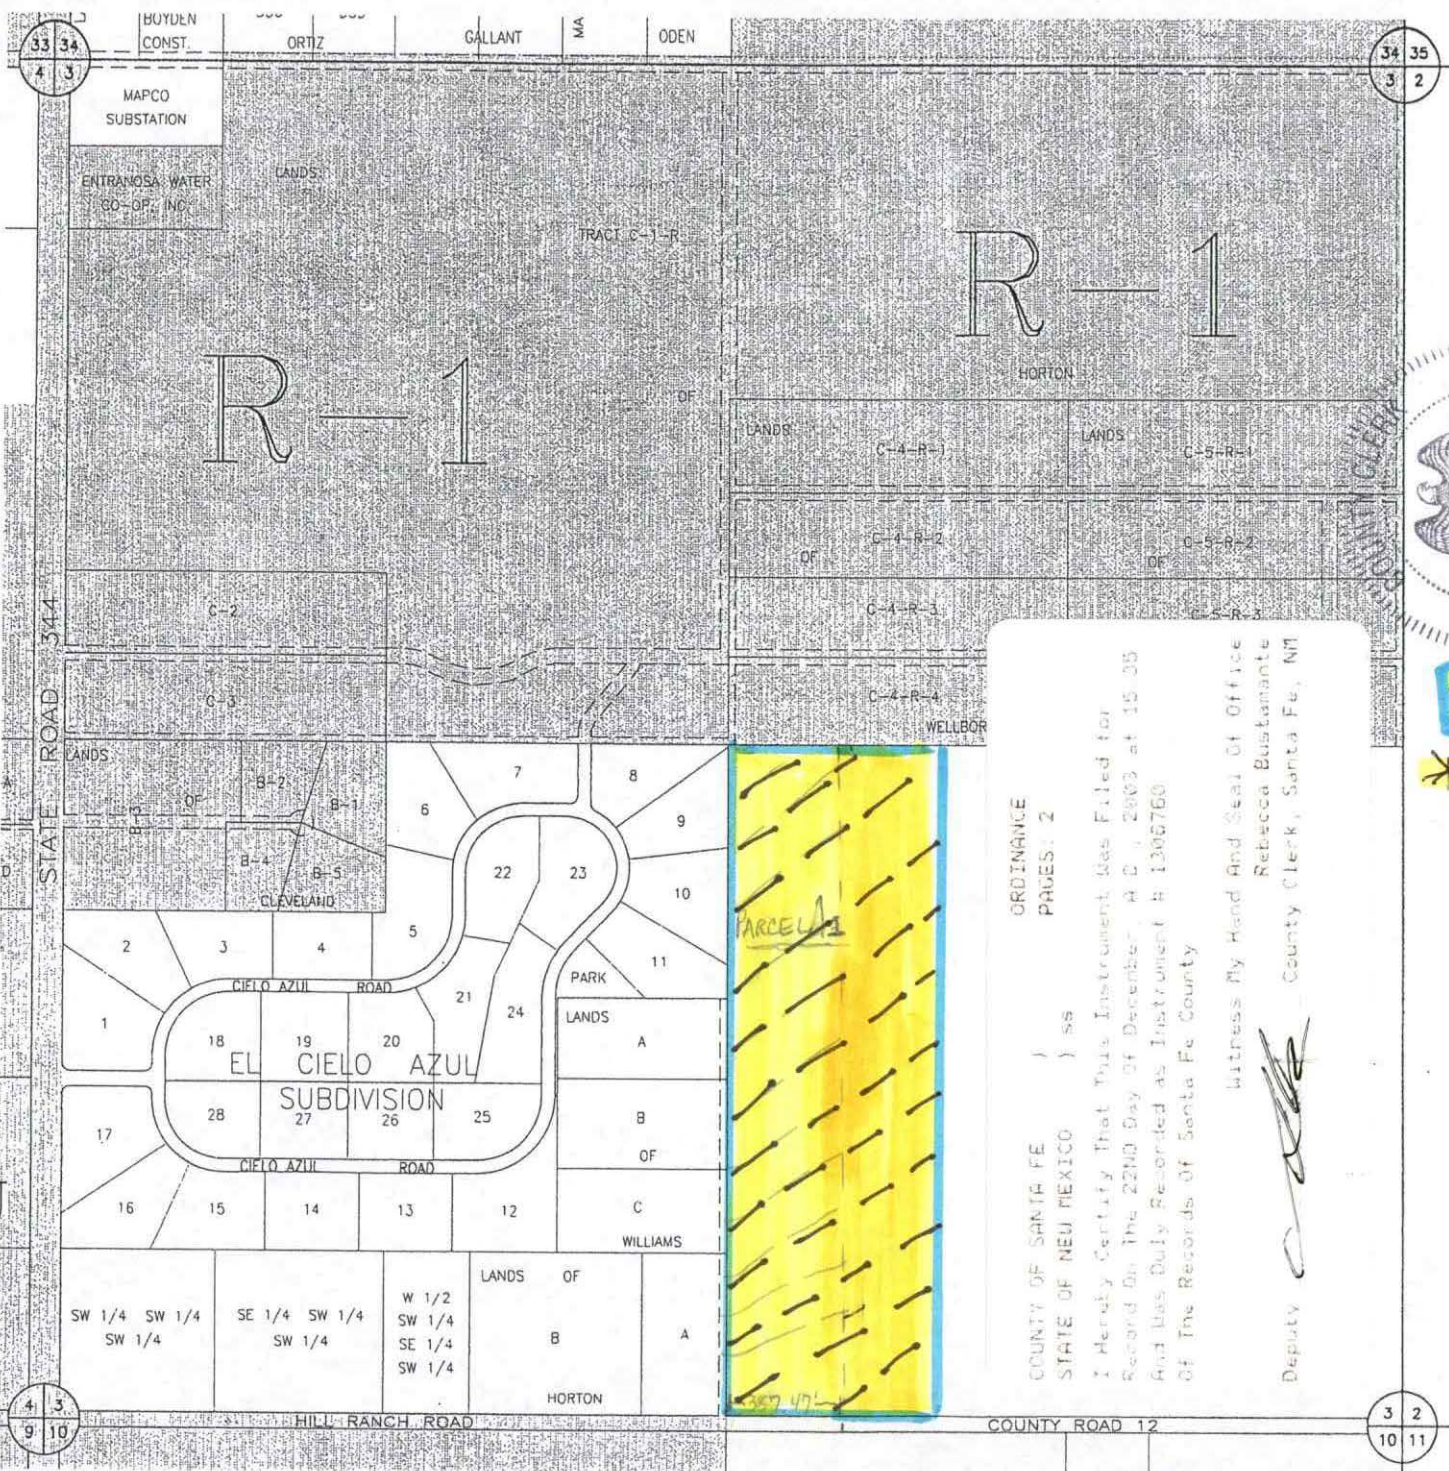 BOYDEN
CONST.
ORTIZ
GALLANT
MA
ODEN
33 34
4 3
34 35
3 2
MAPCO
SUBSTATION
ENTRANOSA WATER
CO-OP, INC.
LANDS
TRACT C-1-R
OF
R-1
R-1
HORTON
LANDS
C-4-R-1
LANDS
C-5-R-1
C-4-R-2
OF
C-5-R-2
OF
C-4-R-3
C-5-R-3
C-4-R-4
WELLBOR
COUNTY CLERK
STATE ROAD 344
C-2
C-3
LANDS
OF
B-3
B-2
B-1
B-4
B-5
CLEVELAND
A
D
7
8
6
9
22
23
10
5
11
2
3
4
PARK
CIELO AZUL ROAD
21
24
1
18
19
20
EL CIELO AZUL
SUBDIVISION
28
27
26
25
17
CIELO AZUL ROAD
16
15
14
13
12
LANDS
A
B
OF
C
WILLIAMS
SW 1/4 SW 1/4
SW 1/4
SE 1/4 SW 1/4
SW 1/4
W 1/2
SW 1/4
SE 1/4
SW 1/4
LANDS OF
B
A
HORTON
PARCEL A1
357.47'
HILL RANCH ROAD
COUNTY ROAD 12
4 3
9 10
3 2
10 11
COUNTY OF SANTA FE )
STATE OF NEW MEXICO ) ss
ORDINANCE
PAGES: 2
I Hereby Certify That This Instrument Was Filed for
Record On The 22ND Day Of December, A.D., 2003 at 15:35
And Was Duly Recorded as Instrument # 1306760
Of The Records Of Santa Fe County
Witness My Hand And Seal Of Office
Rebecca Bustamante
Deputy County Clerk, Santa Fe, NM